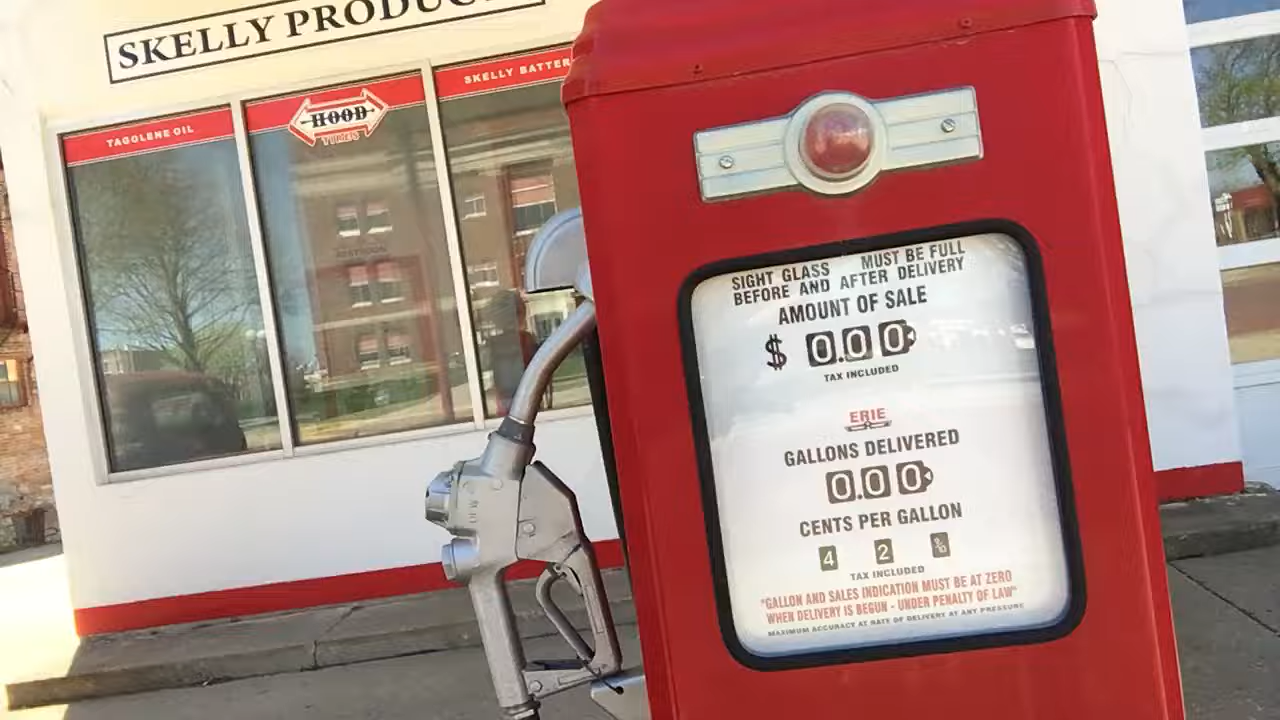 SKELLY PRODUC
TAGOLENE OIL
HOOD
TIRES
SKELLY BATTER
SIGHT GLASS MUST BE FULL
BEFORE AND AFTER DELIVERY
AMOUNT OF SALE
$ 0.00
TAX INCLUDED
ERIE
GALLONS DELIVERED
0.00
CENTS PER GALLON
4 2
TAX INCLUDED
"GALLON AND SALES INDICATION MUST BE AT ZERO
WHEN DELIVERY IS BEGUN - UNDER PENALTY OF LAW"
MAXIMUM ACCURACY AT RATE OF DELIVERY AT ANY PRESSURE